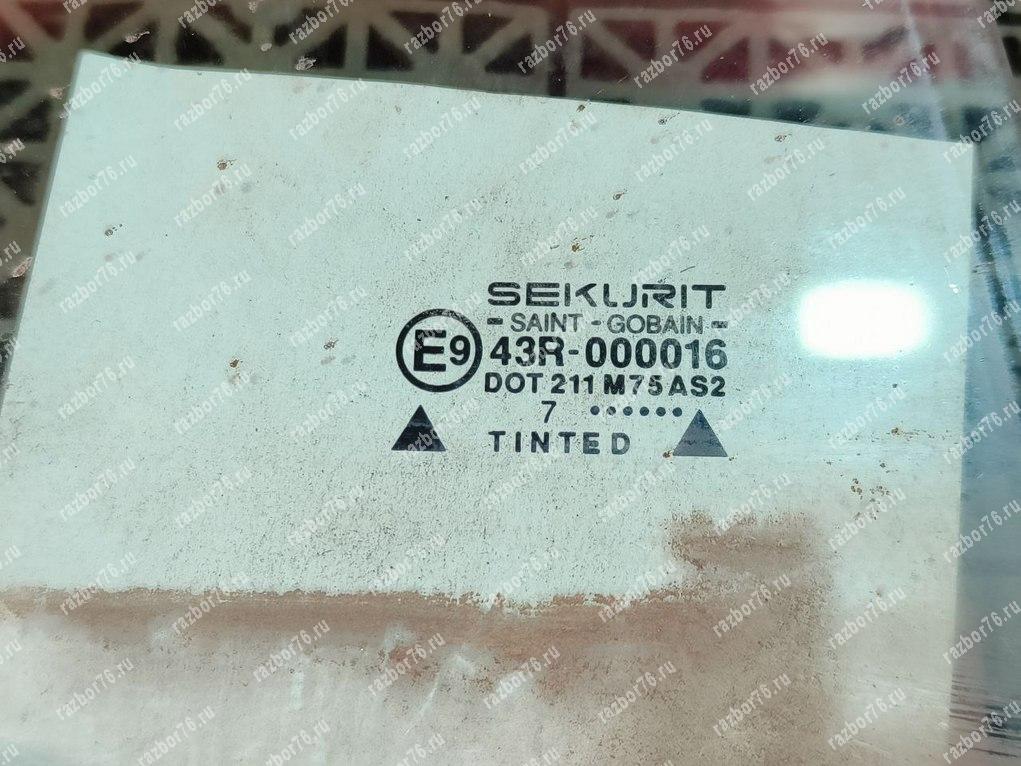 SEKURIT
- SAINT - GOBAIN -
E9 43R-000016
DOT 211 M75 AS2
7 ••••••
TINTED
razbor76.ru